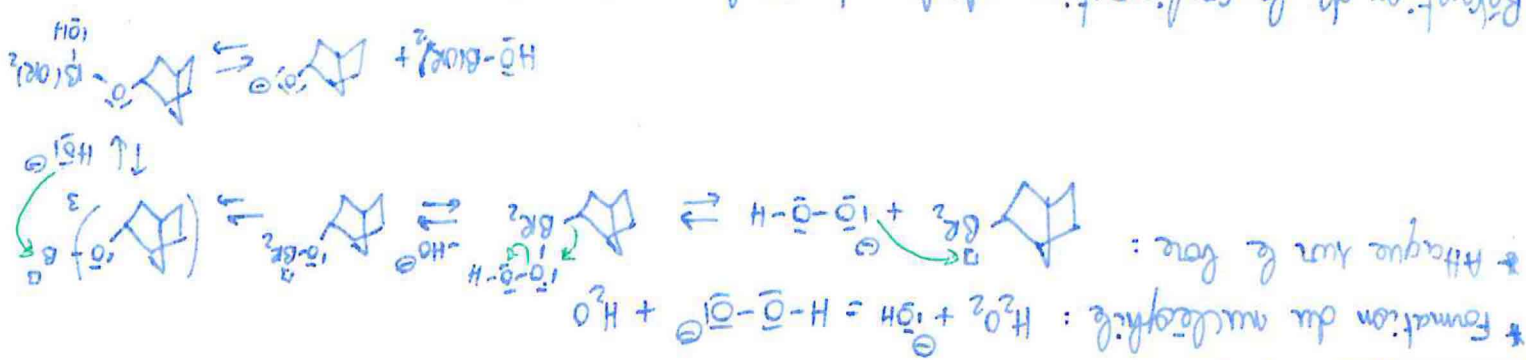 * Formation du nucléophile : H₂O₂ + ⊖|O̅H = H-O̅-O̅|⊖ + H₂O
* Attaque sur le bore :
BR₂ + ⊖|O̅-O̅-H ⇌ |O̅-O̅-H BR₂ ⇌ -HO⊖ |O̅-BR₂ ⇌ ( |O̅ )₃ B
⇅ HO̅|⊖
HO̅-B(OR)₂ + |O̅|⊖ ⇌ O̅-B(OR)₂ |O̅H